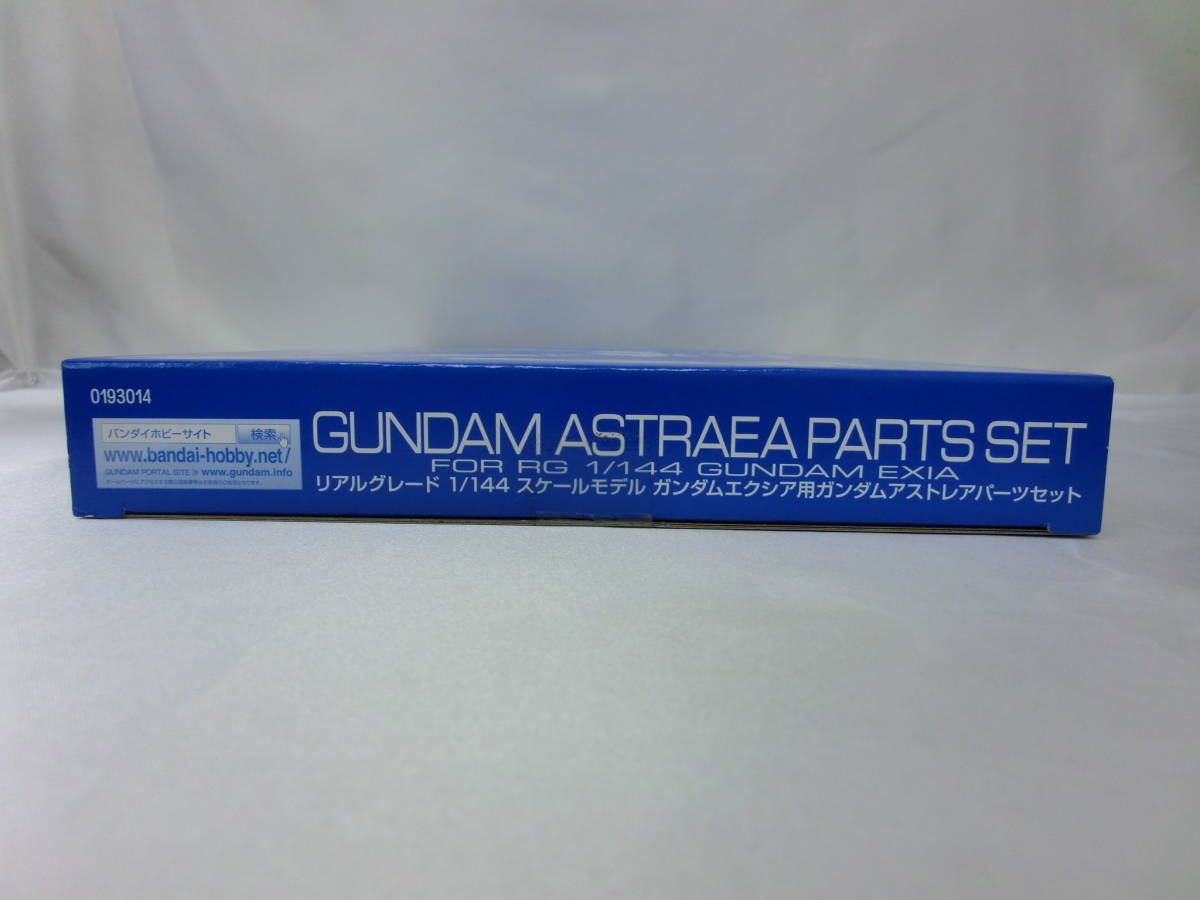 0193014
バンダイホビーサイト 検索
www.bandai-hobby.net/
GUNDAM PORTAL SITE ≫ www.gundam.info
GUNDAM ASTRAEA PARTS SET
FOR RG 1/144 GUNDAM EXIA
リアルグレード 1/144 スケールモデル ガンダムエクシア用ガンダムアストレアパーツセット